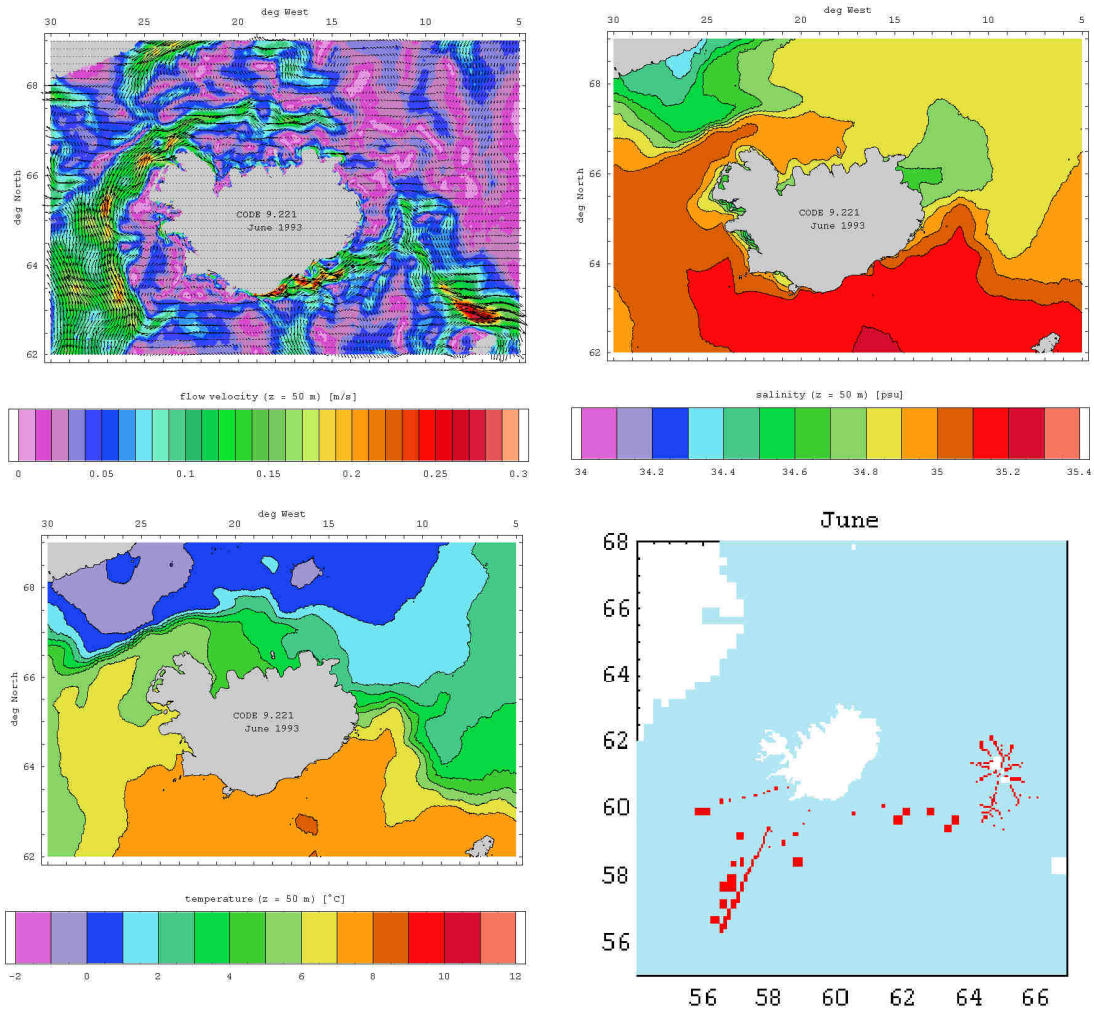 deg West
30 25 20 15 10 5
68
66
64
62
deg North
CODE 9.221
June 1993
flow velocity (z = 50 m) [m/s]
0 0.05 0.1 0.15 0.2 0.25 0.3
deg West
30 25 20 15 10 5
68
66
64
62
deg North
CODE 9.221
June 1993
salinity (z = 50 m) [psu]
34 34.2 34.4 34.6 34.8 35 35.2 35.4
deg West
30 25 20 15 10 5
68
66
64
62
deg North
CODE 9.221
June 1993
temperature (z = 50 m) [°C]
-2 0 2 4 6 8 10 12
June
68
66
64
62
60
58
56
56 58 60 62 64 66